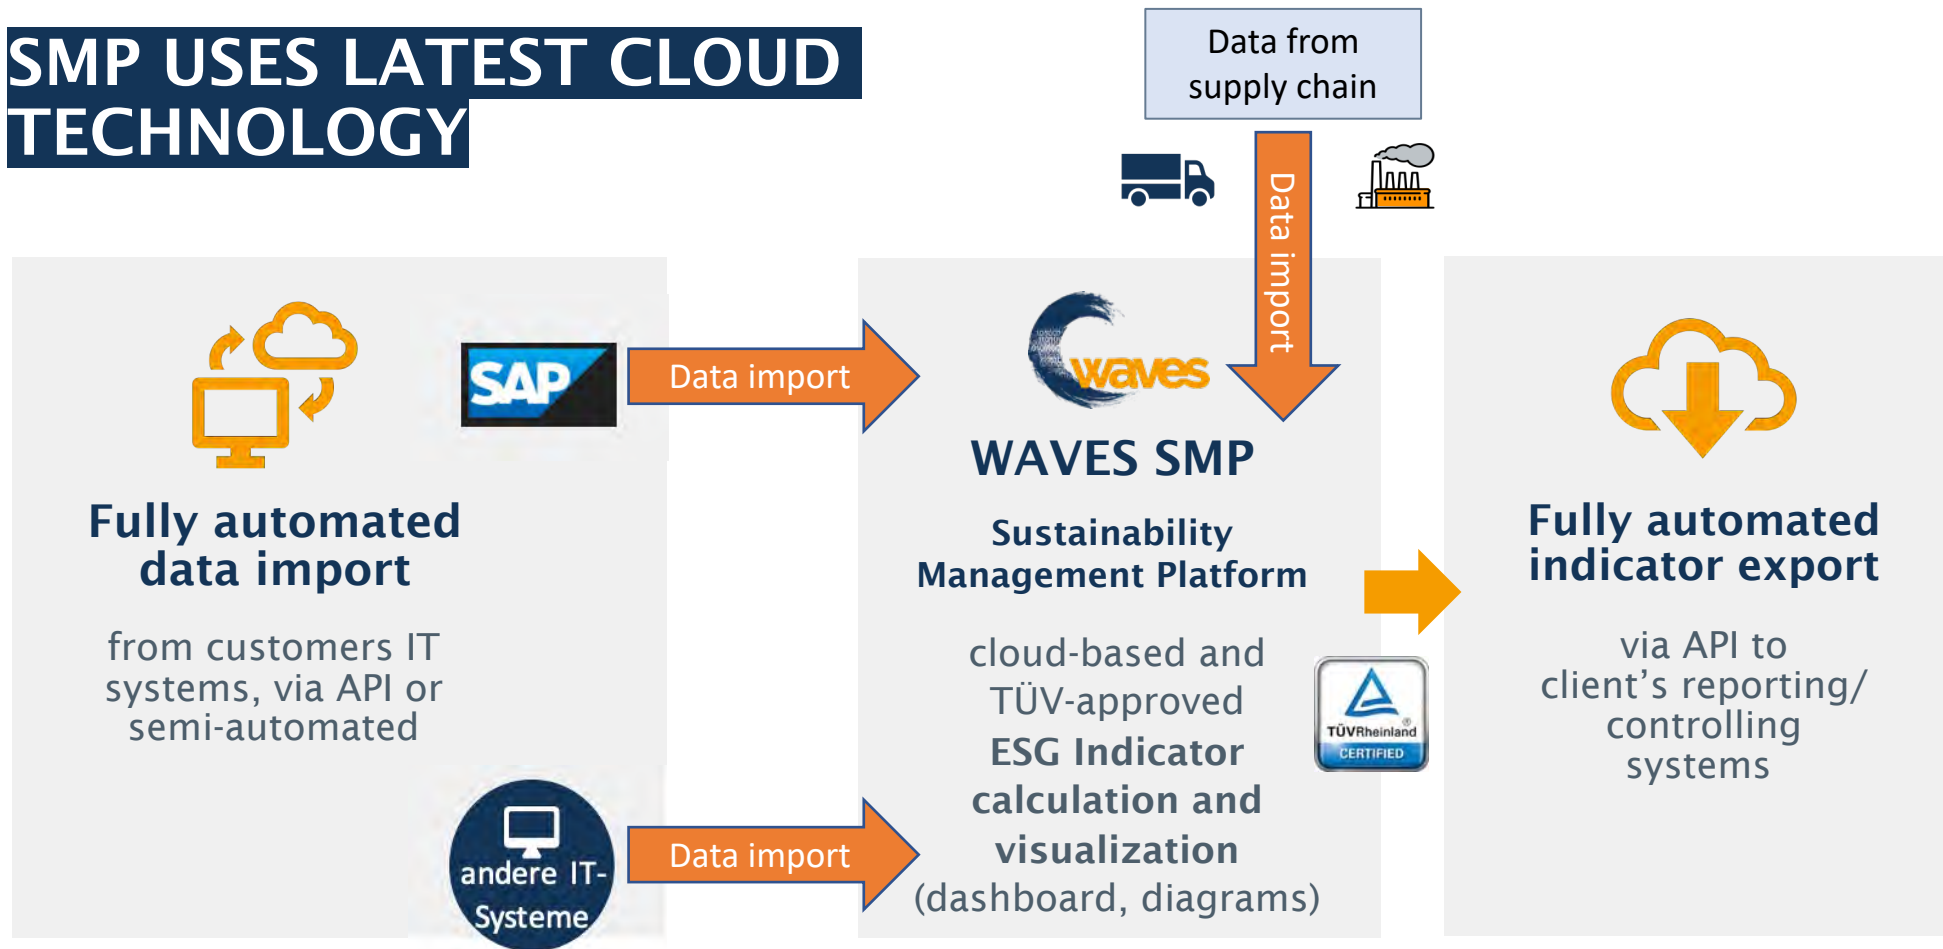 SMP USES LATEST CLOUD
TECHNOLOGY
Data from
supply chain
Data import
SAP
Data import
Fully automated
data import
from customers IT
systems, via API or
semi-automated
andere IT-
Systeme
Data import
waves
WAVES SMP
Sustainability
Management Platform
cloud-based and
TÜV-approved
ESG Indicator
calculation and
visualization
(dashboard, diagrams)
TÜVRheinland®
CERTIFIED
Fully automated
indicator export
via API to
client’s reporting/
controlling
systems